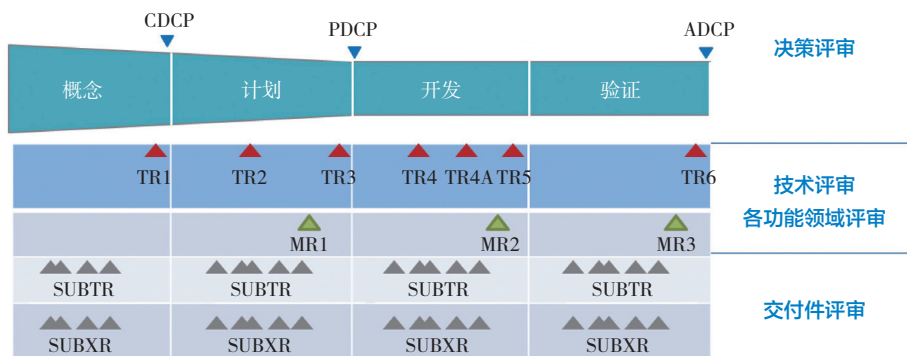 CDCP PDCP ADCP
决策评审
概念 计划 开发 验证
TR1 TR2 TR3 TR4 TR4A TR5 TR6
技术评审
各功能领域评审
MR1 MR2 MR3
SUBTR SUBTR SUBTR SUBTR
交付件评审
SUBXR SUBXR SUBXR SUBXR